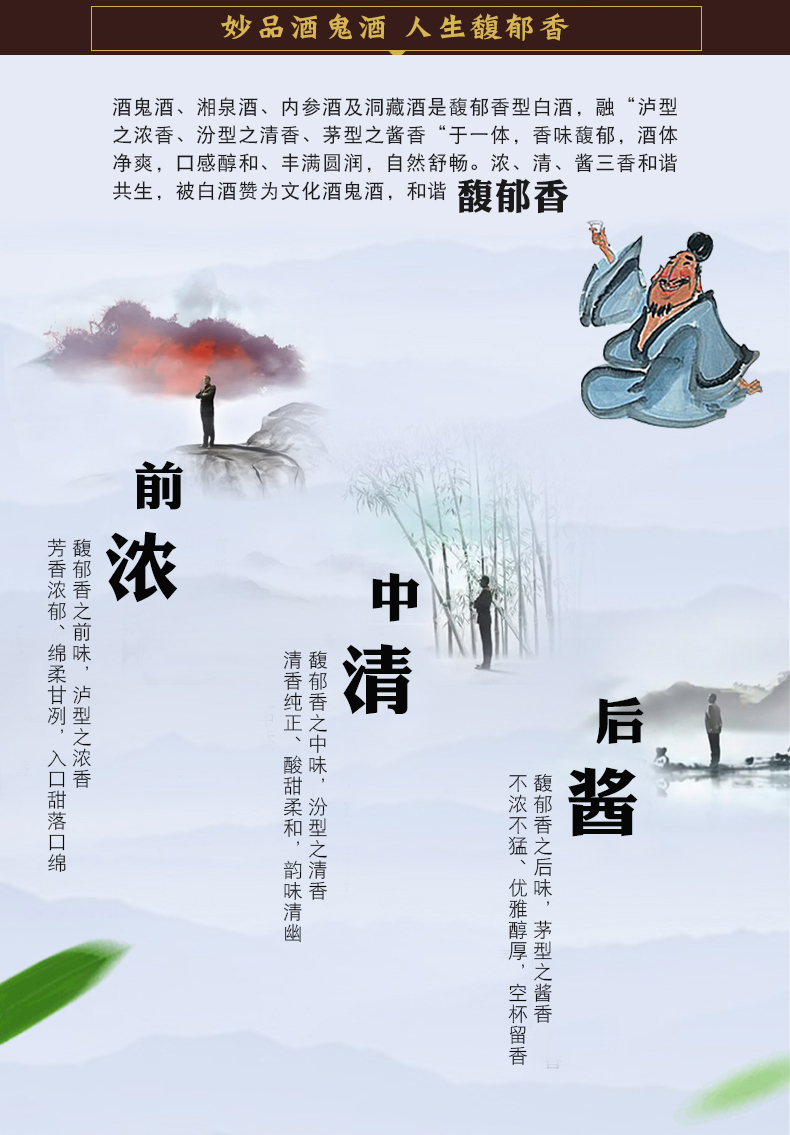 妙品酒鬼酒 人生馥郁香
酒鬼酒、湘泉酒、内参酒及洞藏酒是馥郁香型白酒，融“泸型
之浓香、汾型之清香、茅型之酱香“于一体，香味馥郁，酒体
净爽，口感醇和、丰满圆润，自然舒畅。浓、清、酱三香和谐
共生，被白酒赞为文化酒鬼酒，和谐 馥郁香
前
浓
馥郁香之前味，泸型之浓香
芳香浓郁、绵柔甘冽，入口甜落口绵
中
清
馥郁香之中味，汾型之清香
清香纯正、酸甜柔和，韵味清幽
后
酱
馥郁香之后味，茅型之酱香
不浓不猛、优雅醇厚，空杯留香